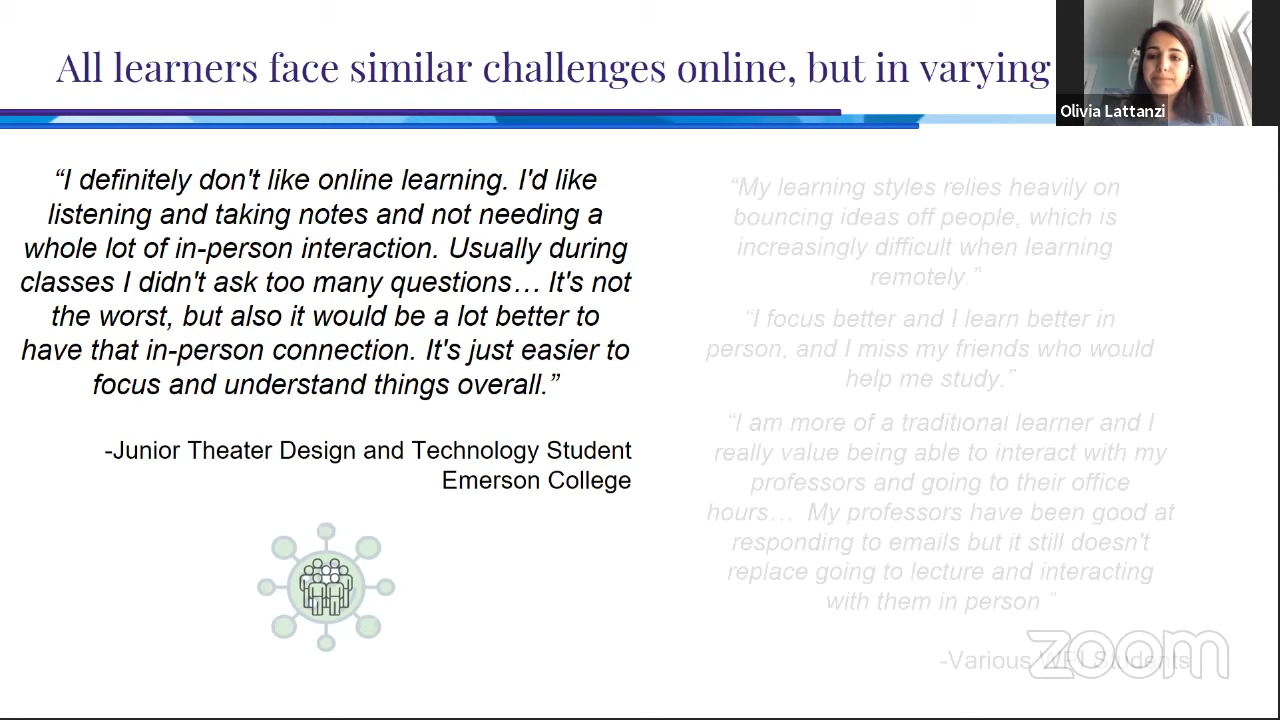 All learners face similar challenges online, but in varying
Olivia Lattanzi
“I definitely don't like online learning. I'd like
listening and taking notes and not needing a
whole lot of in-person interaction. Usually during
classes I didn't ask too many questions… It's not
the worst, but also it would be a lot better to
have that in-person connection. It's just easier to
focus and understand things overall.”
-Junior Theater Design and Technology Student
Emerson College
“My learning styles relies heavily on
bouncing ideas off people, which is
increasingly difficult when learning
remotely.”
“I focus better and I learn better in
person, and I miss my friends who would
help me study.”
“I am more of a traditional learner and I
really value being able to interact with my
professors and going to their office
hours… My professors have been good at
responding to emails but it still doesn't
replace going to lecture and interacting
with them in person ”
-Various WPI Students
zoom